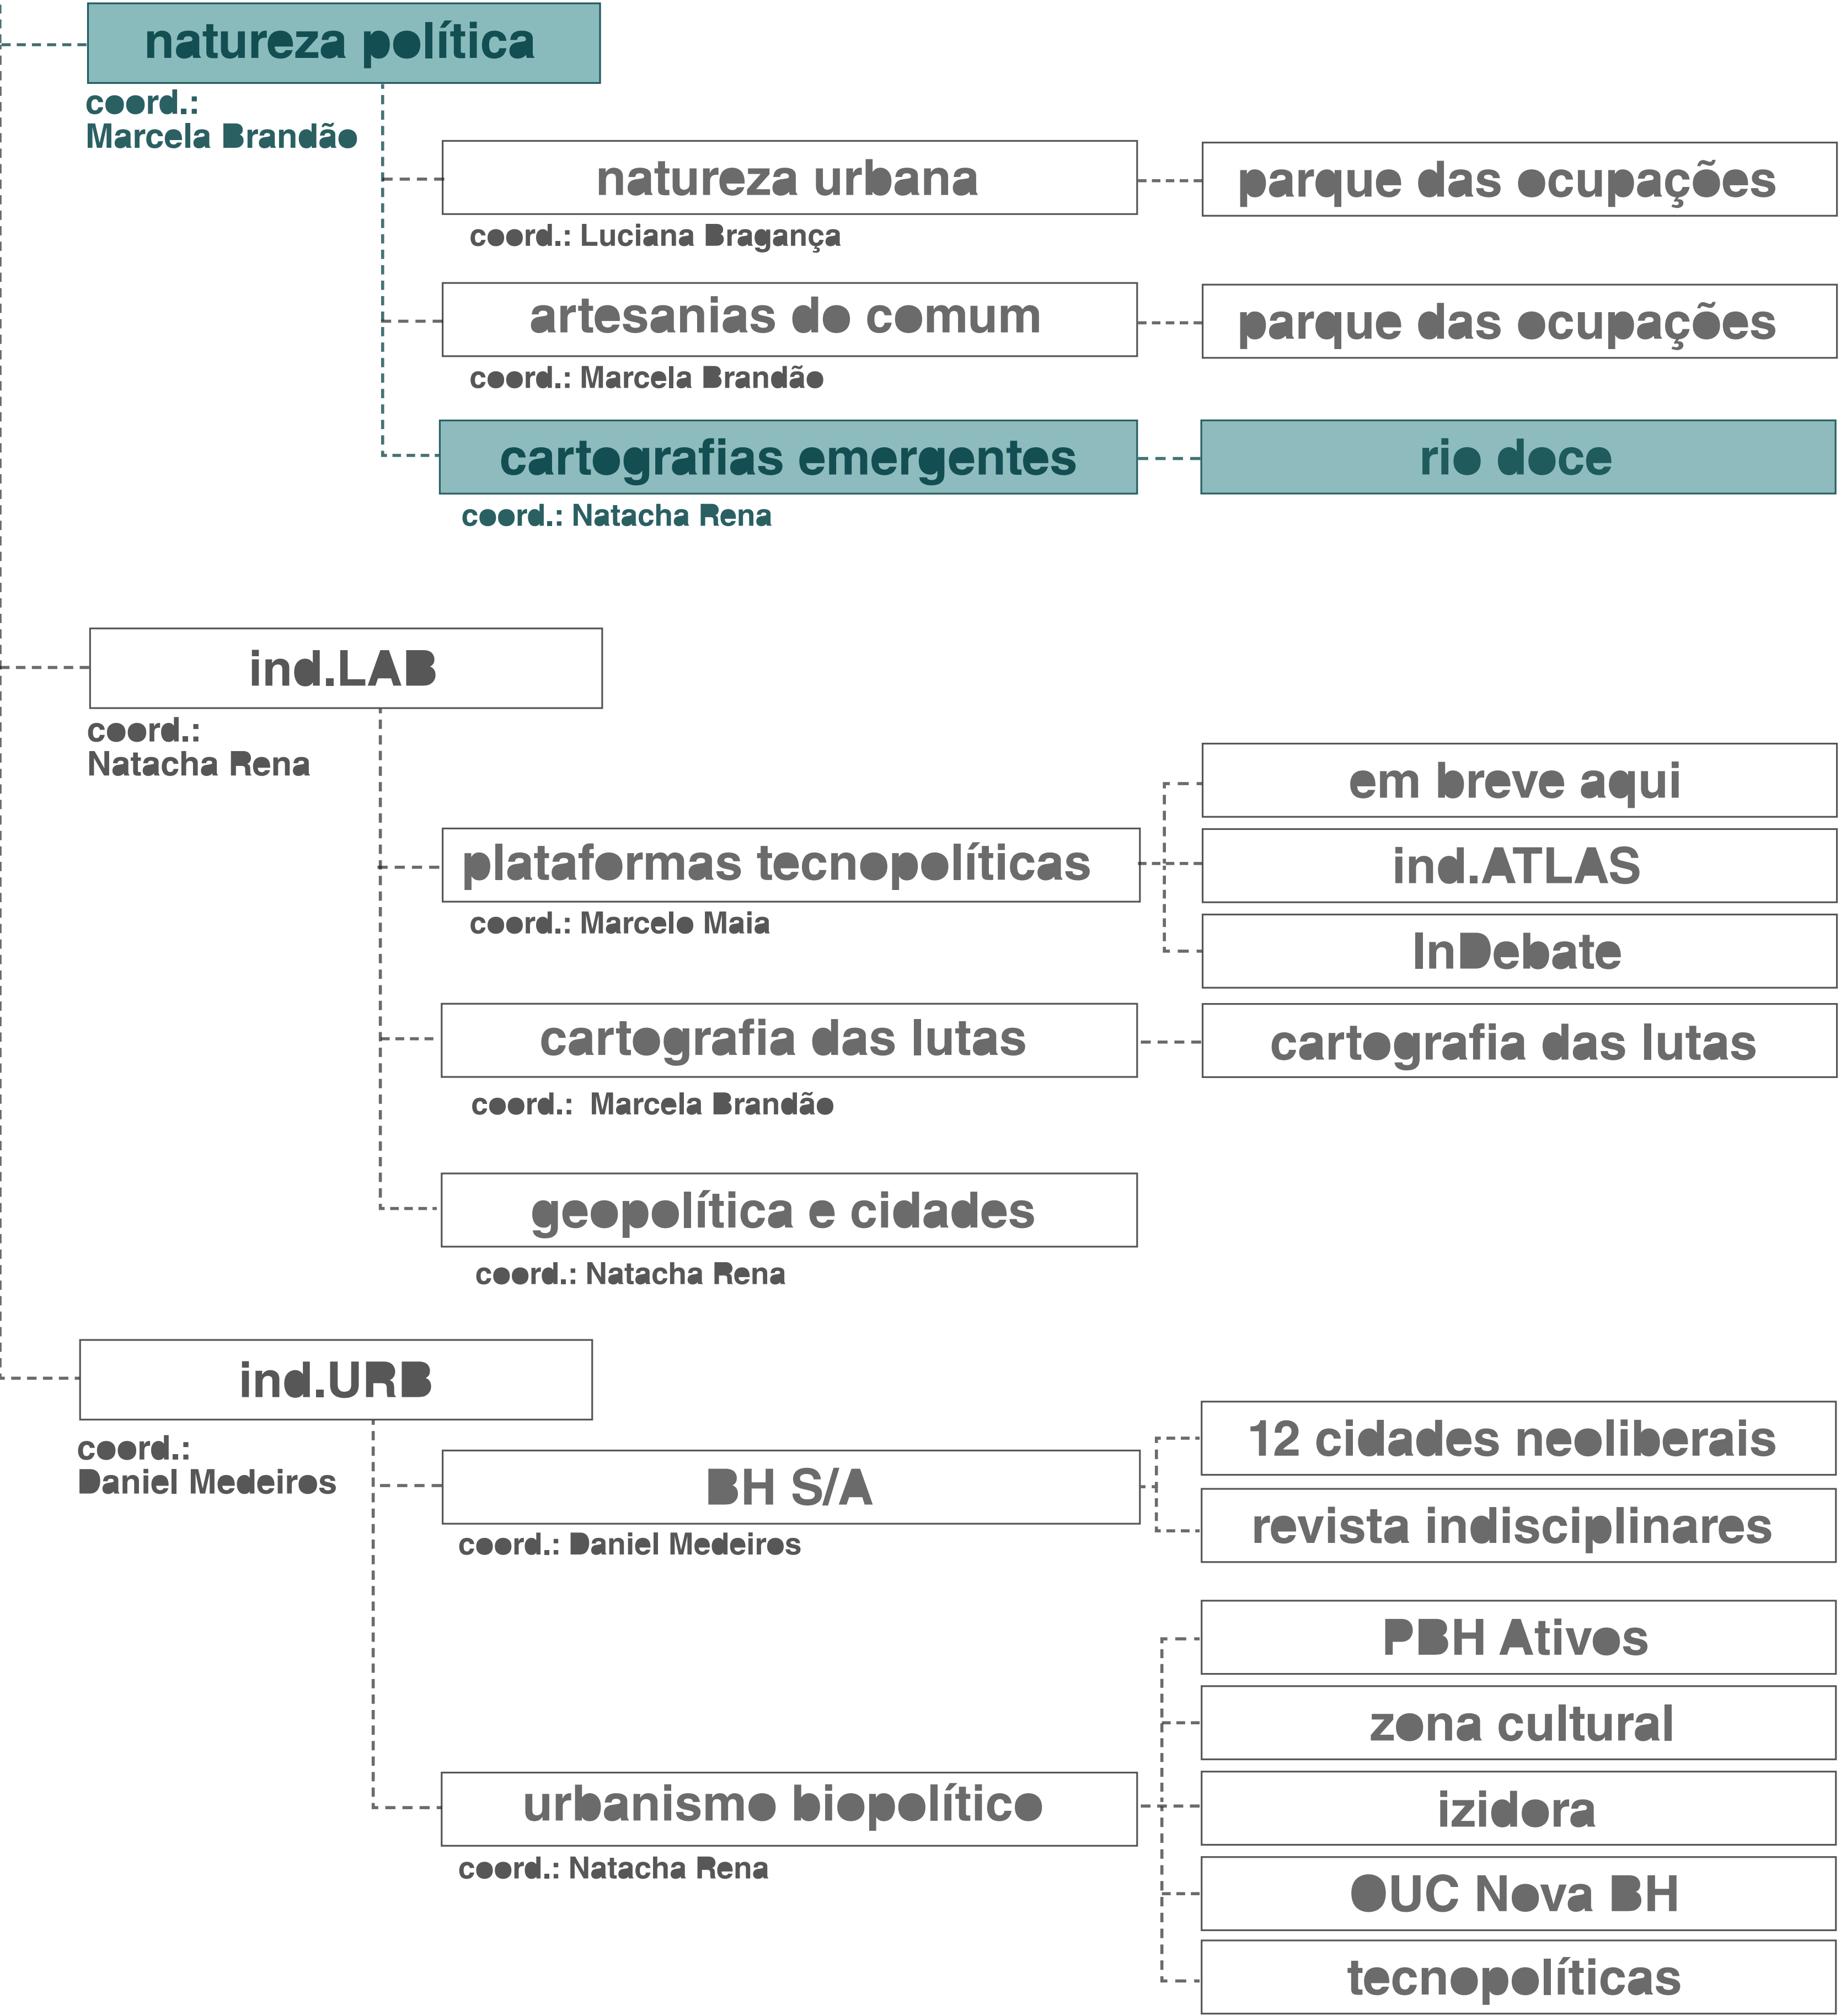 natureza política
coord.:
Marcela Brandão
natureza urbana
parque das ocupações
coord.: Luciana Bragança
artesanias do comum
parque das ocupações
coord.: Marcela Brandão
cartografias emergentes
rio doce
coord.: Natacha Rena
ind.LAB
coord.:
Natacha Rena
em breve aqui
plataformas tecnopolíticas
ind.ATLAS
coord.: Marcelo Maia
InDebate
cartografia das lutas
cartografia das lutas
coord.: Marcela Brandão
geopolítica e cidades
coord.: Natacha Rena
ind.URB
coord.:
Daniel Medeiros
12 cidades neoliberais
BH S/A
revista indisciplinares
coord.: Daniel Medeiros
PBH Ativos
zona cultural
urbanismo biopolítico
izidora
coord.: Natacha Rena
OUC Nova BH
tecnopolíticas